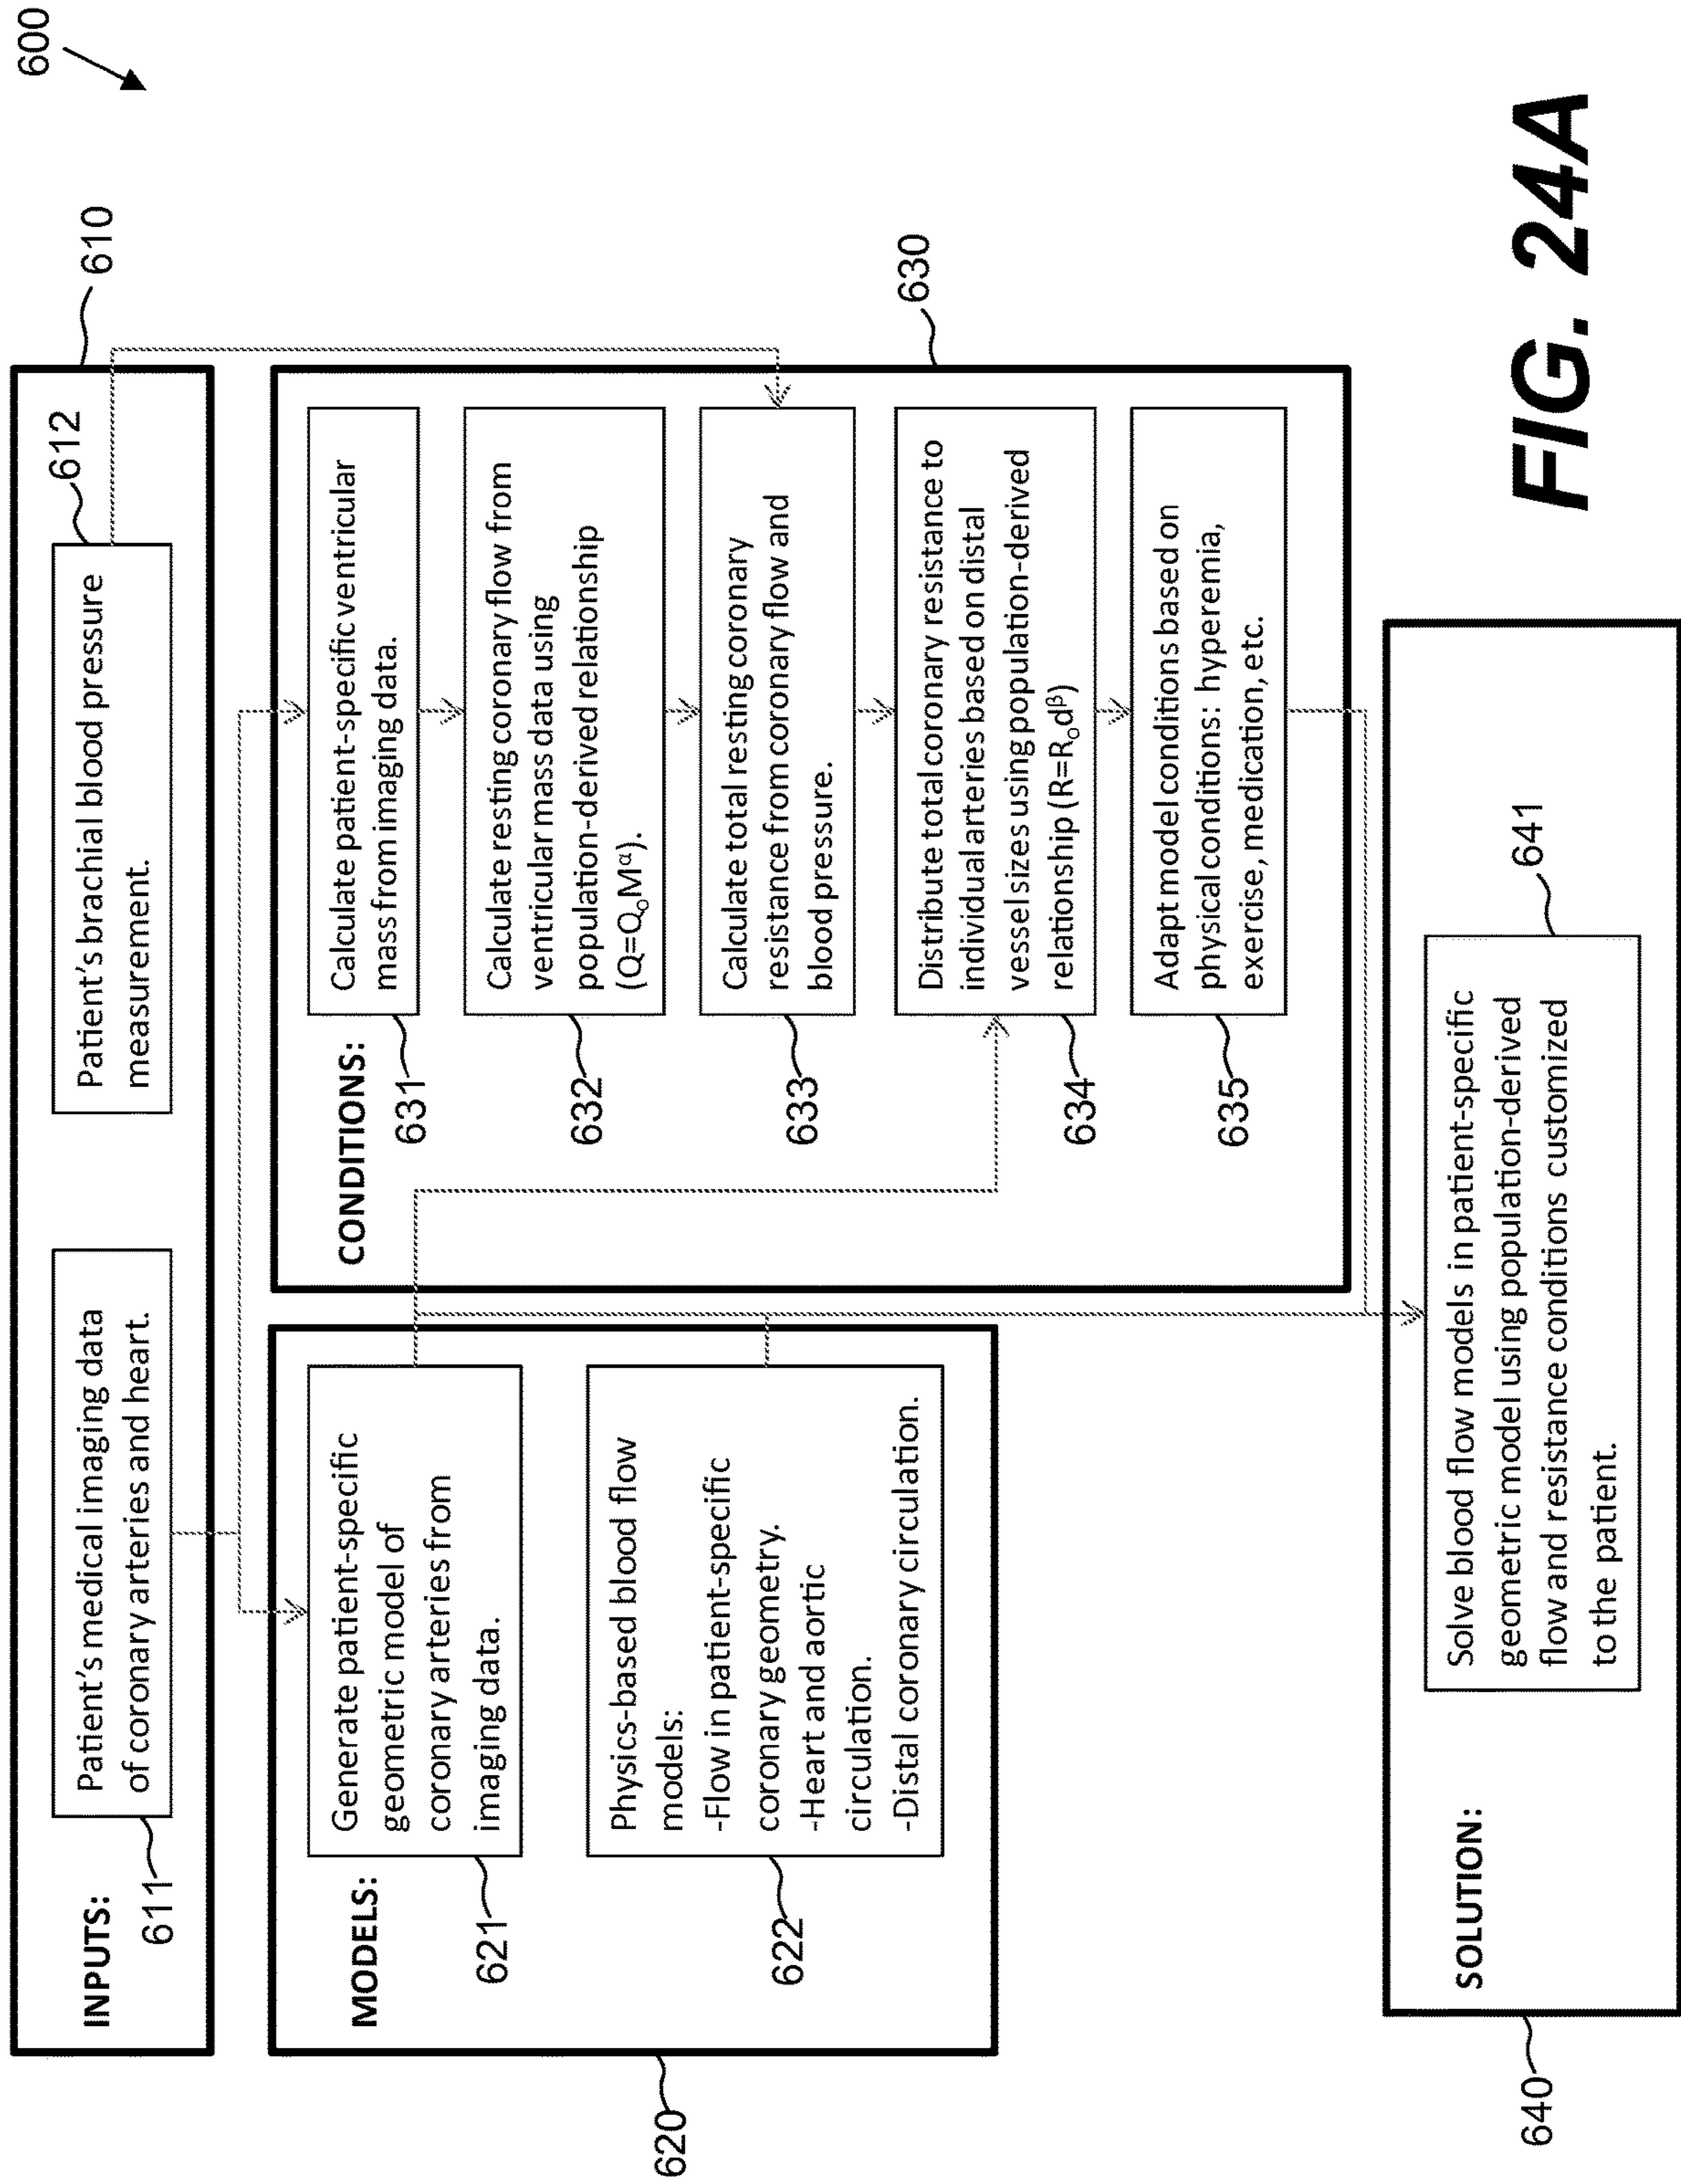 600
610
INPUTS:
611
Patient's medical imaging data
of coronary arteries and heart.
612
Patient's brachial blood pressure
measurement.
620
MODELS:
621
Generate patient-specific
geometric model of
coronary arteries from
imaging data.
622
Physics-based blood flow
models:
-Flow in patient-specific
coronary geometry.
-Heart and aortic
circulation.
-Distal coronary circulation.
630
CONDITIONS:
631
Calculate patient-specific ventricular
mass from imaging data.
632
Calculate resting coronary flow from
ventricular mass data using
population-derived relationship
(Q=Q₀Mᵅ).
633
Calculate total resting coronary
resistance from coronary flow and
blood pressure.
634
Distribute total coronary resistance to
individual arteries based on distal
vessel sizes using population-derived
relationship (R=R₀dᵝ)
635
Adapt model conditions based on
physical conditions: hyperemia,
exercise, medication, etc.
640
SOLUTION:
641
Solve blood flow models in patient-specific
geometric model using population-derived
flow and resistance conditions customized
to the patient.
FIG. 24A